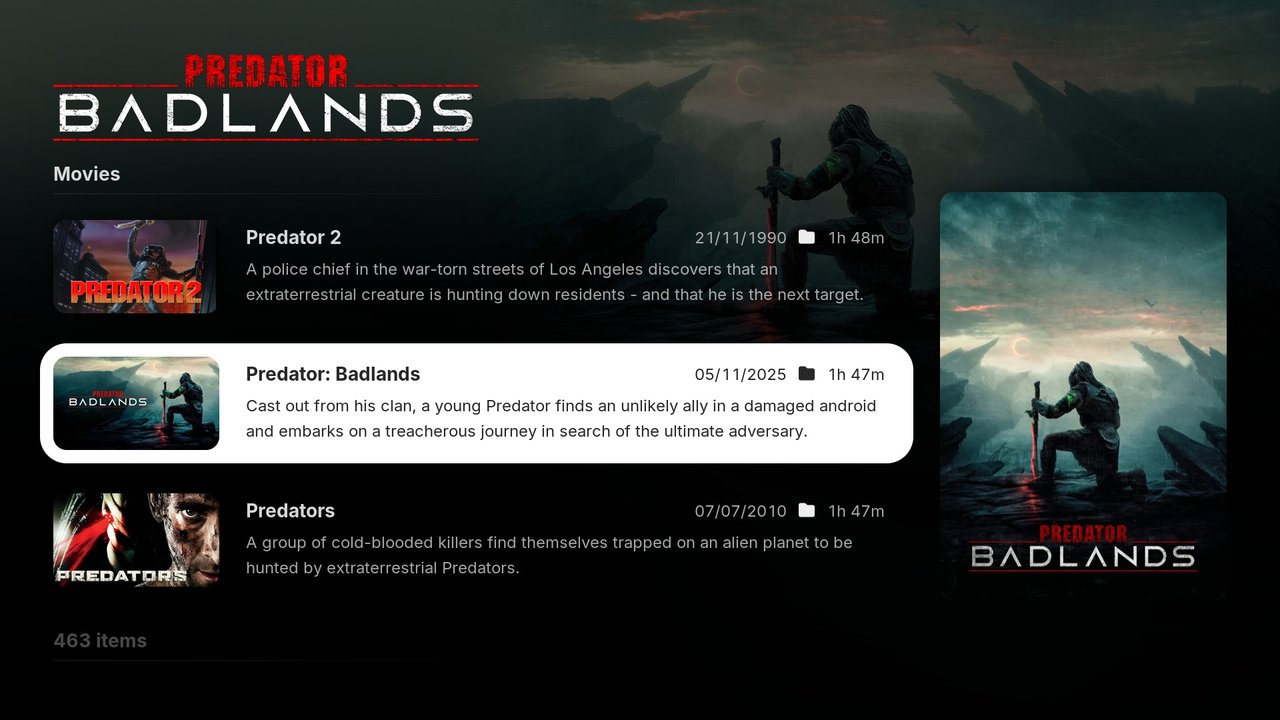 PREDATOR
BADLANDS
Movies
PREDATOR 2
Predator 2
21/11/1990
1h 48m
A police chief in the war-torn streets of Los Angeles discovers that an
extraterrestrial creature is hunting down residents - and that he is the next target.
PREDATOR
BADLANDS
Predator: Badlands
05/11/2025
1h 47m
Cast out from his clan, a young Predator finds an unlikely ally in a damaged android
and embarks on a treacherous journey in search of the ultimate adversary.
PREDATORS
Predators
07/07/2010
1h 47m
A group of cold-blooded killers find themselves trapped on an alien planet to be
hunted by extraterrestrial Predators.
PREDATOR
BADLANDS
463 items